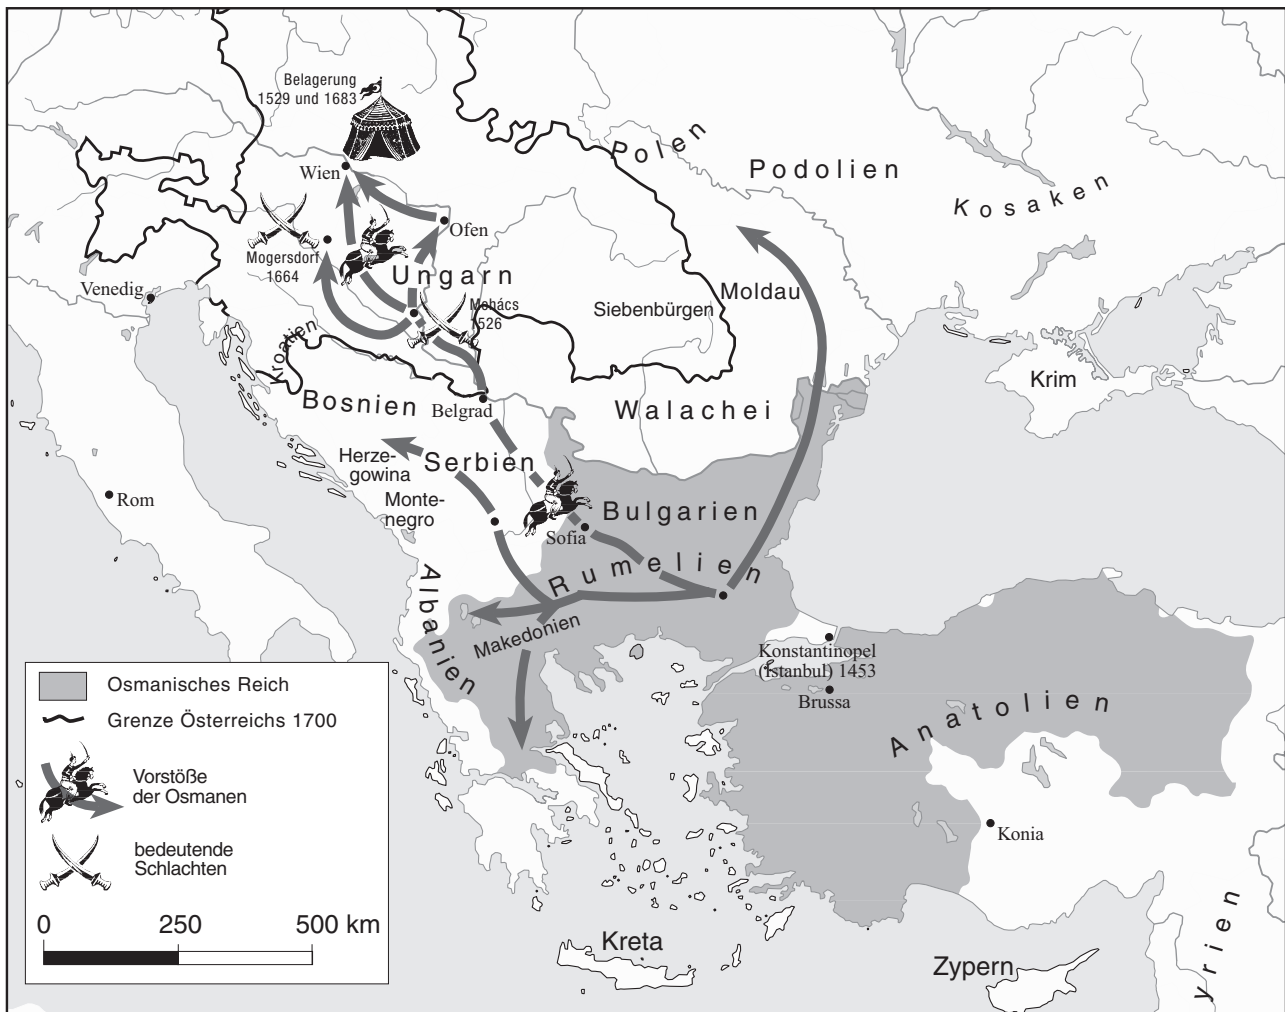 Belagerung
1529 und 1683
Wien
Polen
Podolien
Kosaken
Ofen
Mogersdorf
1664
Ungarn
Venedig
Mohács
1526
Siebenbürgen
Moldau
Kroatien
Krim
Bosnien
Belgrad
Walachei
Herze-
gowina
Serbien
Monte-
negro
Rom
Bulgarien
Sofia
Rumelien
Albanien
Makedonien
Konstantinopel
(Istanbul) 1453
Brussa
Anatolien
Konia
Kreta
Zypern
yrien
Osmanisches Reich
Grenze Österreichs 1700
Vorstöße
der Osmanen
bedeutende
Schlachten
0 250 500 km